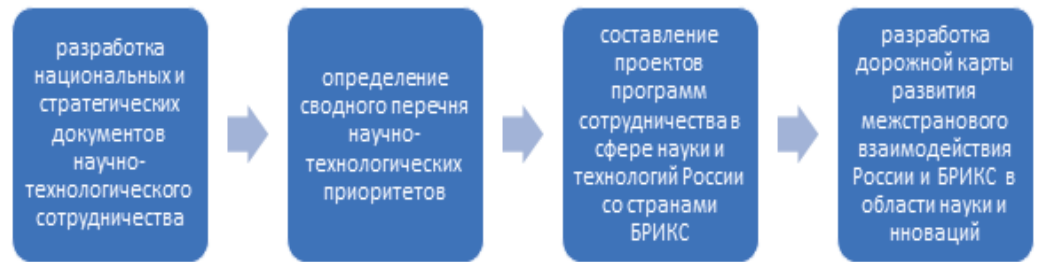 разработка
национальных и
стратегических
документов
научно-
технологического
сотрудничества
определение
сводного перечня
научно-
технологических
приоритетов
составление
проектов
программ
сотрудничества в
сфере науки и
технологий России
со странами
БРИКС
разработка
дорожной карты
развития
межстранового
взаимодействия
России и БРИКС в
области науки и
нноваций